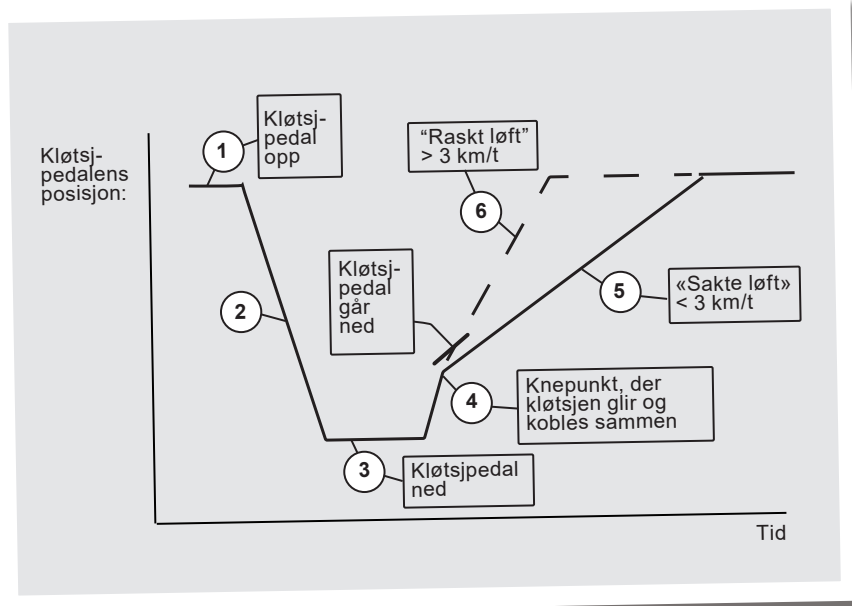 Kløtsj-
pedalens
posisjon:
1
Kløtsj-
pedal
opp
“Raskt løft”
> 3 km/t
6
Kløtsj-
pedal
går
ned
2
5
«Sakte løft»
< 3 km/t
4
Knepunkt, der
kløtsjen glir og
kobles sammen
3
Kløtsjpedal
ned
Tid